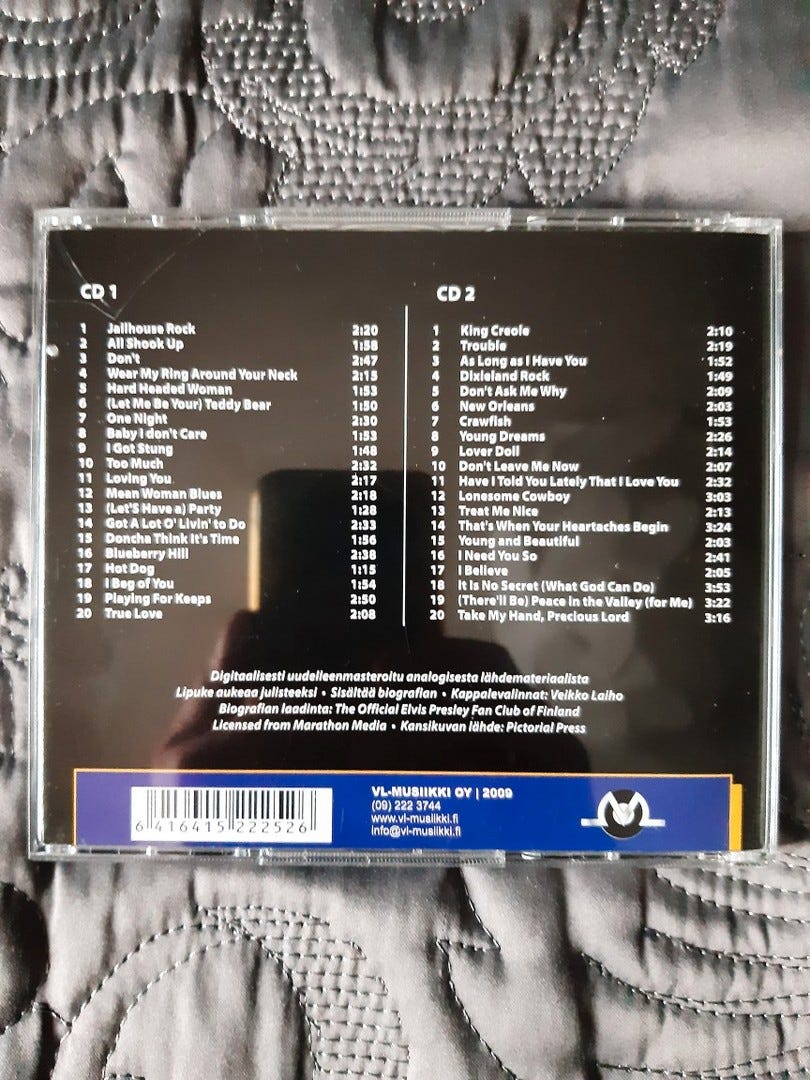 CD 1
1 Jailhouse Rock 2:20
2 All Shook Up 1:58
3 Don't 2:47
4 Wear My Ring Around Your Neck 2:15
5 Hard Headed Woman 1:53
6 (Let Me Be Your) Teddy Bear 1:50
7 One Night 2:30
8 Baby I don't Care 1:53
9 I Got Stung 1:48
10 Too Much 2:32
11 Loving You 2:17
12 Mean Woman Blues 2:18
13 (Let'S Have a) Party 1:28
14 Got A Lot O' Livin' to Do 2:33
15 Doncha Think It's Time 1:56
16 Blueberry Hill 2:38
17 Hot Dog 1:15
18 I Beg of You 1:54
19 Playing For Keeps 2:50
20 True Love 2:08
CD 2
1 King Creole 2:10
2 Trouble 2:19
3 As Long as I Have You 1:52
4 Dixieland Rock 1:49
5 Don't Ask Me Why 2:09
6 New Orleans 2:03
7 Crawfish 1:53
8 Young Dreams 2:26
9 Lover Doll 2:14
10 Don't Leave Me Now 2:07
11 Have I Told You Lately That I Love You 2:32
12 Lonesome Cowboy 3:03
13 Treat Me Nice 2:13
14 That's When Your Heartaches Begin 3:24
15 Young and Beautiful 2:03
16 I Need You So 2:41
17 I Believe 2:05
18 It Is No Secret (What God Can Do) 3:53
19 (There'll Be) Peace in the Valley (for Me) 3:22
20 Take My Hand, Precious Lord 3:16
Digitaalisesti uudelleenmasteroitu analogisesta lähdemateriaalista
Lipuke aukeaa julisteeksi • Sisältää biografian • Kappalevalinnat: Veikko Laiho
Biografian laadinta: The Official Elvis Presley Fan Club of Finland
Licensed from Marathon Media • Kansikuvan lähde: Pictorial Press
6 416415 222526
VL-MUSIIKKI OY | 2009
(09) 222 3744
www.vl-musiikki.fi
info@vl-musiikki.fi